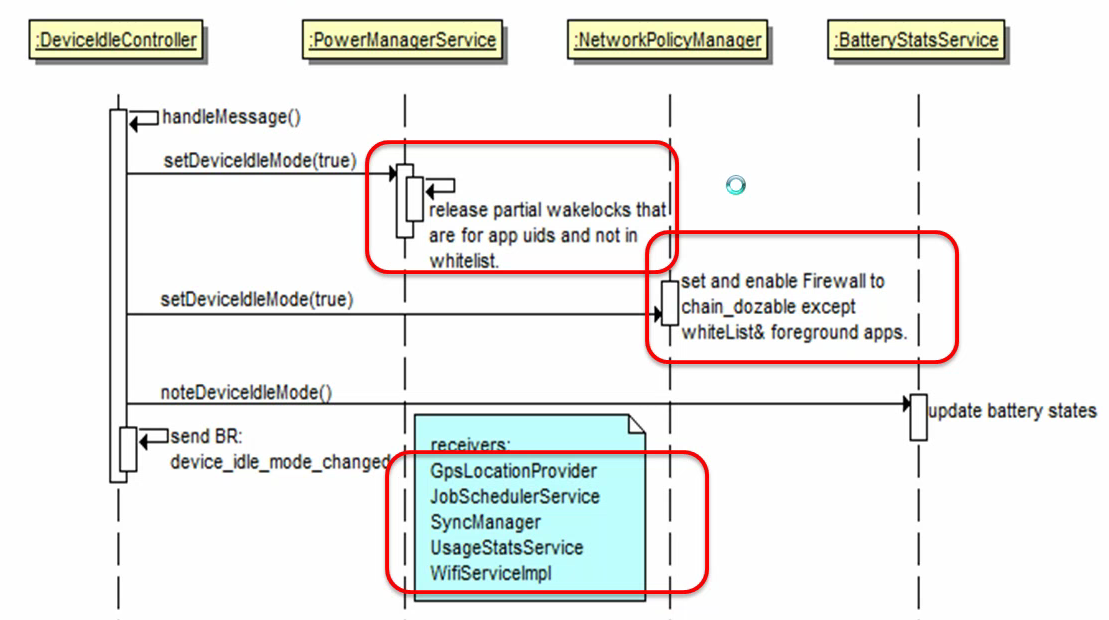 :DeviceIdleController
:PowerManagerService
:NetworkPolicyManager
:BatteryStatsService
handleMessage()
setDeviceIdleMode(true)
release partial wakelocks that
are for app uids and not in
whitelist.
set and enable Firewall to
chain_dozable except
whiteList& foreground apps.
setDeviceIdleMode(true)
noteDeviceIdleMode()
update battery states
send BR:
device_idle_mode_changed
receivers:
GpsLocationProvider
JobSchedulerService
SyncManager
UsageStatsService
WifiServiceImpl